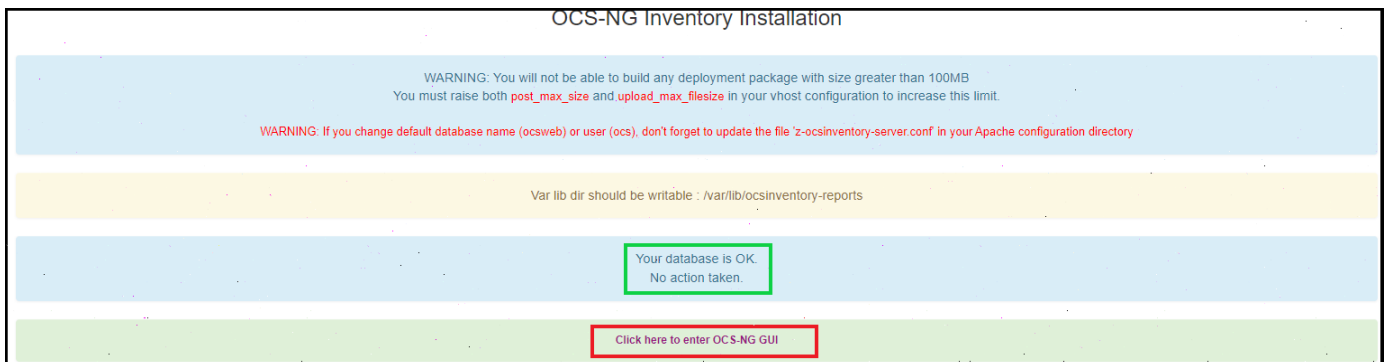 OCS-NG Inventory Installation
WARNING: You will not be able to build any deployment package with size greater than 100MB
You must raise both post_max_size and upload_max_filesize in your vhost configuration to increase this limit.
WARNING: If you change default database name (ocsweb) or user (ocs), don't forget to update the file 'z-ocsinventory-server.conf' in your Apache configuration directory
Var lib dir should be writable : /var/lib/ocsinventory-reports
Your database is OK.
No action taken.
Click here to enter OCS-NG GUI